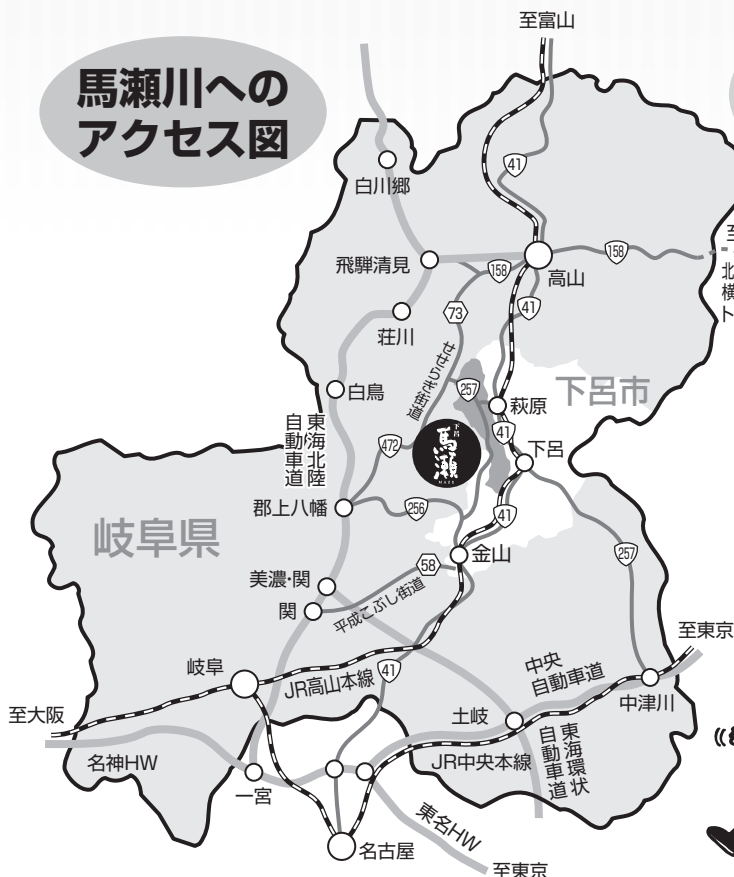 馬瀬川への
アクセス図
至富山
41
白川郷
飛騨清見
158
高山
158
至
北
横
ト
荘川
73
41
せせらぎ街道
257
萩原
下呂市
白鳥
41
下呂
馬瀬
下呂
東海北陸
自動車道
472
郡上八幡
256
41
岐阜県
金山
257
58
美濃・関
関
平成こぶし街道
至東京
岐阜
JR高山本線
41
中央
自動車道
中津川
至大阪
土岐
名神HW
JR中央本線
東海環状
自動車道
一宮
東名HW
名古屋
至東京